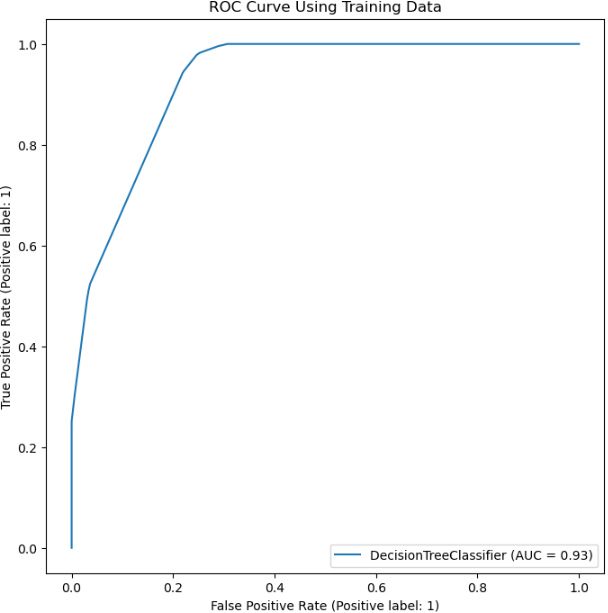 ROC Curve Using Training Data
True Positive Rate (Positive label: 1)
1.0
0.8
0.6
0.4
0.2
0.0
DecisionTreeClassifier (AUC = 0.93)
0.0 0.2 0.4 0.6 0.8 1.0
False Positive Rate (Positive label: 1)